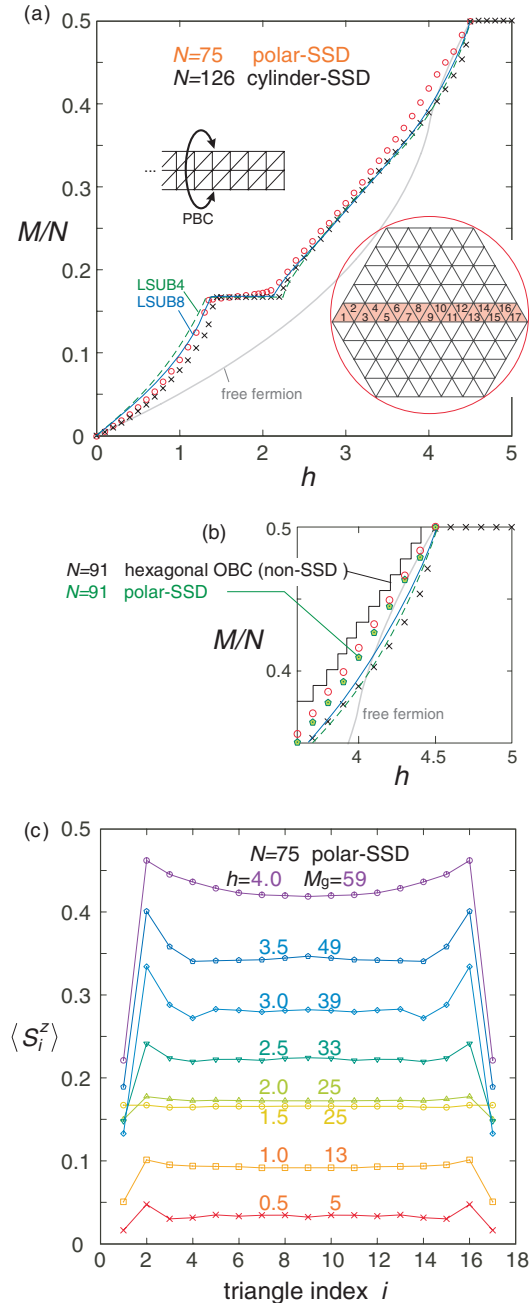 (a)
0.5
0.4
0.3
0.2
0.1
0
M/N
N=75 polar-SSD
N=126 cylinder-SSD
...
PBC
LSUB4
LSUB8
free fermion
2 4 6 8 10 12 14 16
1 3 5 7 9 11 13 15 17
0 1 2 3 4 5
h
(b)
0.5
0.4
M/N
N=91 hexagonal OBC (non-SSD )
N=91 polar-SSD
free fermion
4 4.5 5
h
(c)
0.5
0.4
0.3
0.2
0.1
0
⟨S_i^z⟩
N=75 polar-SSD
h=4.0 Mg=59
3.5 49
3.0 39
2.5 33
2.0 25
1.5 25
1.0 13
0.5 5
0 2 4 6 8 10 12 14 16 18
triangle index i